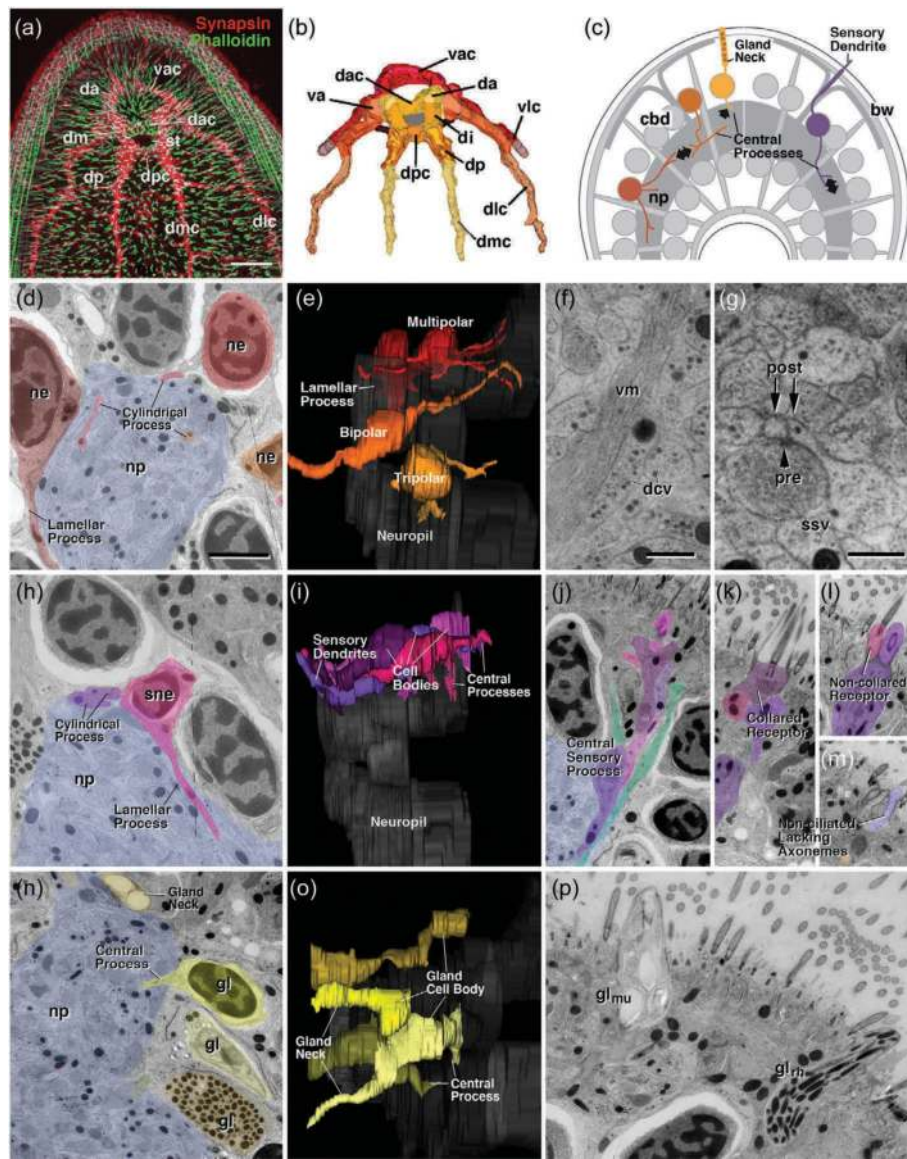 (a)
Synapsin
Phalloidin
vac
da
dac
dm
st
dp
dpc
dlc
dmc
(b)
vac
dac
da
va
vlc
di
dp
dpc
dlc
dmc
(c)
Sensory
Dendrite
Gland
Neck
cbd
bw
Central
Processes
np
(d)
ne
ne
Cylindrical
Process
np
ne
Lamellar
Process
(e)
Multipolar
Lamellar
Process
Bipolar
Tripolar
Neuropil
(f)
vm
dcv
(g)
post
pre
ssv
(h)
sne
Cylindrical
Process
np
Lamellar
Process
(i)
Sensory
Dendrites
Cell
Bodies
Central
Processes
Neuropil
(j)
Central
Sensory
Process
(k)
Collared
Receptor
(l)
Non-collared
Receptor
(m)
Non-ciliated
Lacking
Axonemes
(n)
Gland
Neck
Central
Process
gl
np
gl
gl
(o)
Gland
Cell Body
Gland
Neck
Central
Process
(p)
glmu
glrh